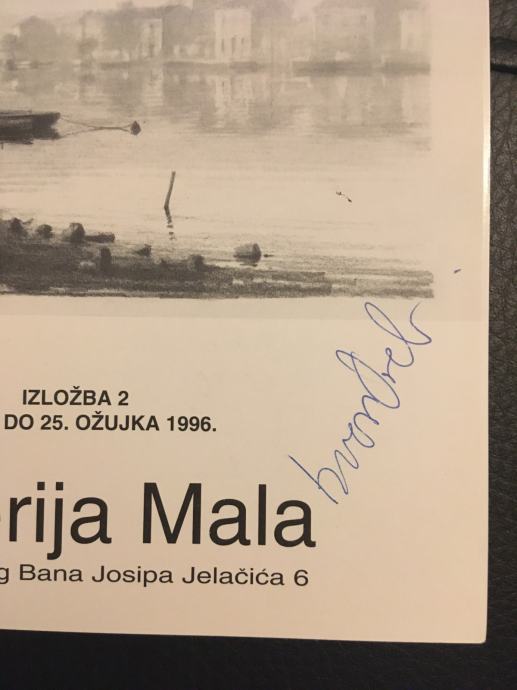 IZLOŽBA 2
DO 25. OŽUJKA 1996.
rija Mala
g Bana Josipa Jelačića 6